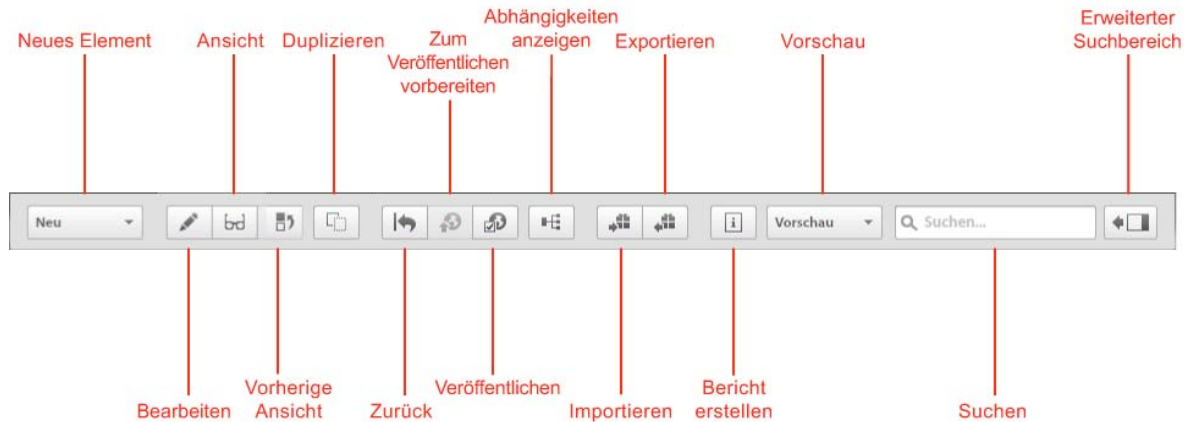 Neues Element
Ansicht
Duplizieren
Zum
Veröffentlichen
vorbereiten
Abhängigkeiten
anzeigen
Exportieren
Vorschau
Erweiterter
Suchbereich
Neu
Vorschau
Suchen...
Bearbeiten
Vorherige
Ansicht
Zurück
Veröffentlichen
Importieren
Bericht
erstellen
Suchen